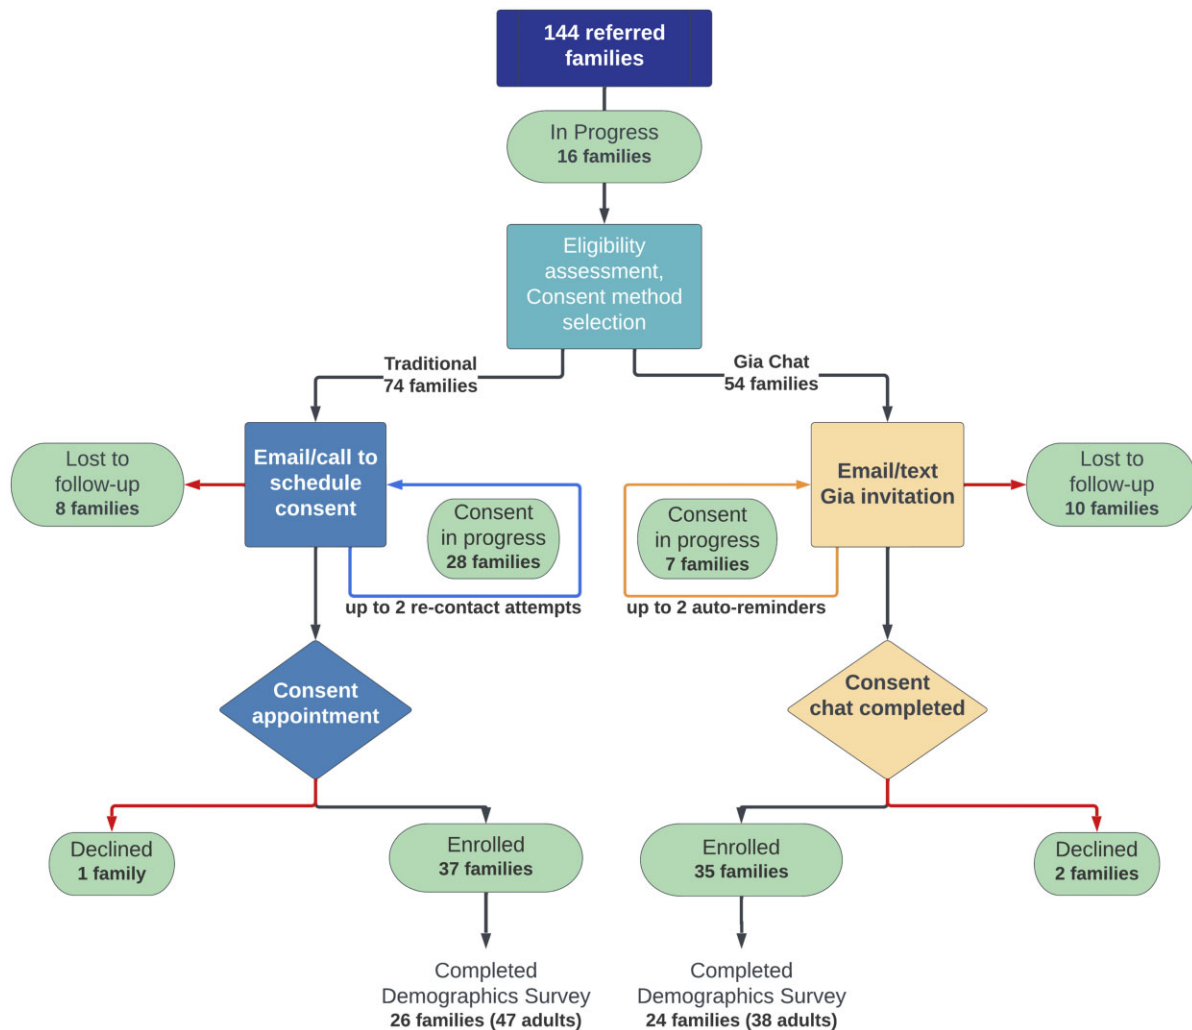 144 referred
families
In Progress
16 families
Eligibility
assessment,
Consent method
selection
Traditional
74 families
Gia Chat
54 families
Lost to
follow-up
8 families
Email/call to
schedule
consent
Consent
in progress
28 families
up to 2 re-contact attempts
Consent
in progress
7 families
up to 2 auto-reminders
Email/text
Gia invitation
Lost to
follow-up
10 families
Consent
appointment
Consent
chat completed
Declined
1 family
Enrolled
37 families
Enrolled
35 families
Declined
2 families
Completed
Demographics Survey
26 families (47 adults)
Completed
Demographics Survey
24 families (38 adults)